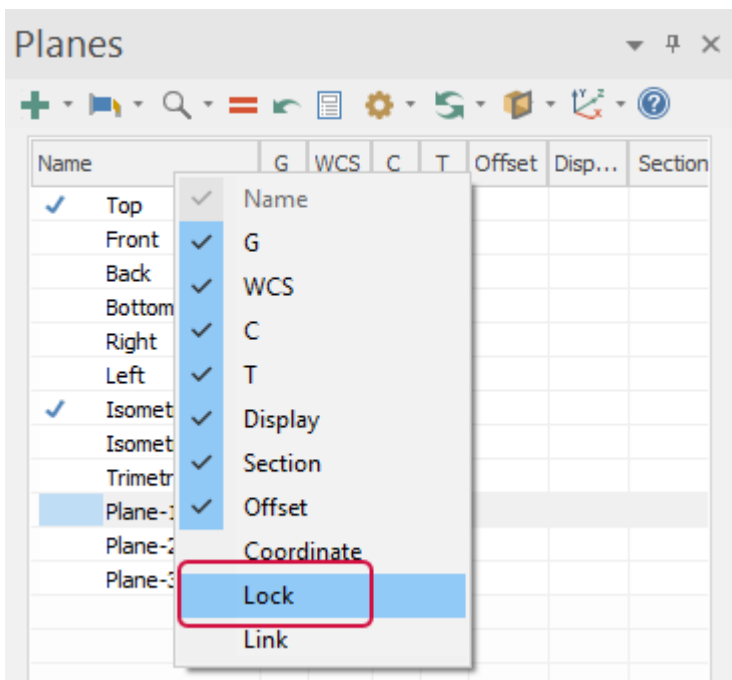 Planes
Name G WCS C T Offset Disp... Section
Top
Front
Back
Bottom
Right
Left
Isomet
Isomet
Trimetr
Plane-1
Plane-2
Plane-3
Name
G
WCS
C
T
Display
Section
Offset
Coordinate
Lock
Link